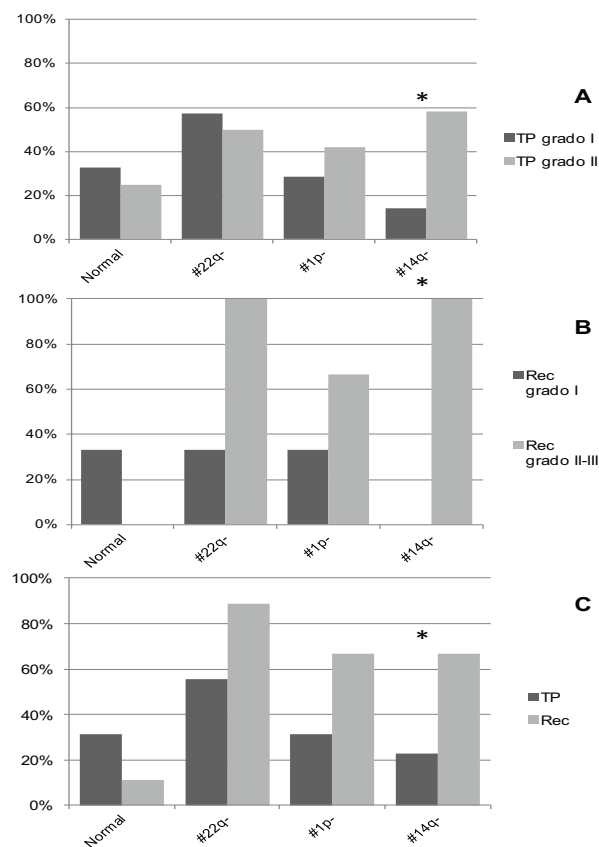 100%
80%
60%
40%
20%
0%
*
A
TP grado I
TP grado II
Normal
#22q-
#1p-
#14q-
100%
80%
60%
40%
20%
0%
*
B
Rec
grado I
Rec
grado II-III
Normal
#22q-
#1p-
#14q-
100%
80%
60%
40%
20%
0%
*
C
TP
Rec
Normal
#22q-
#1p-
#14q-